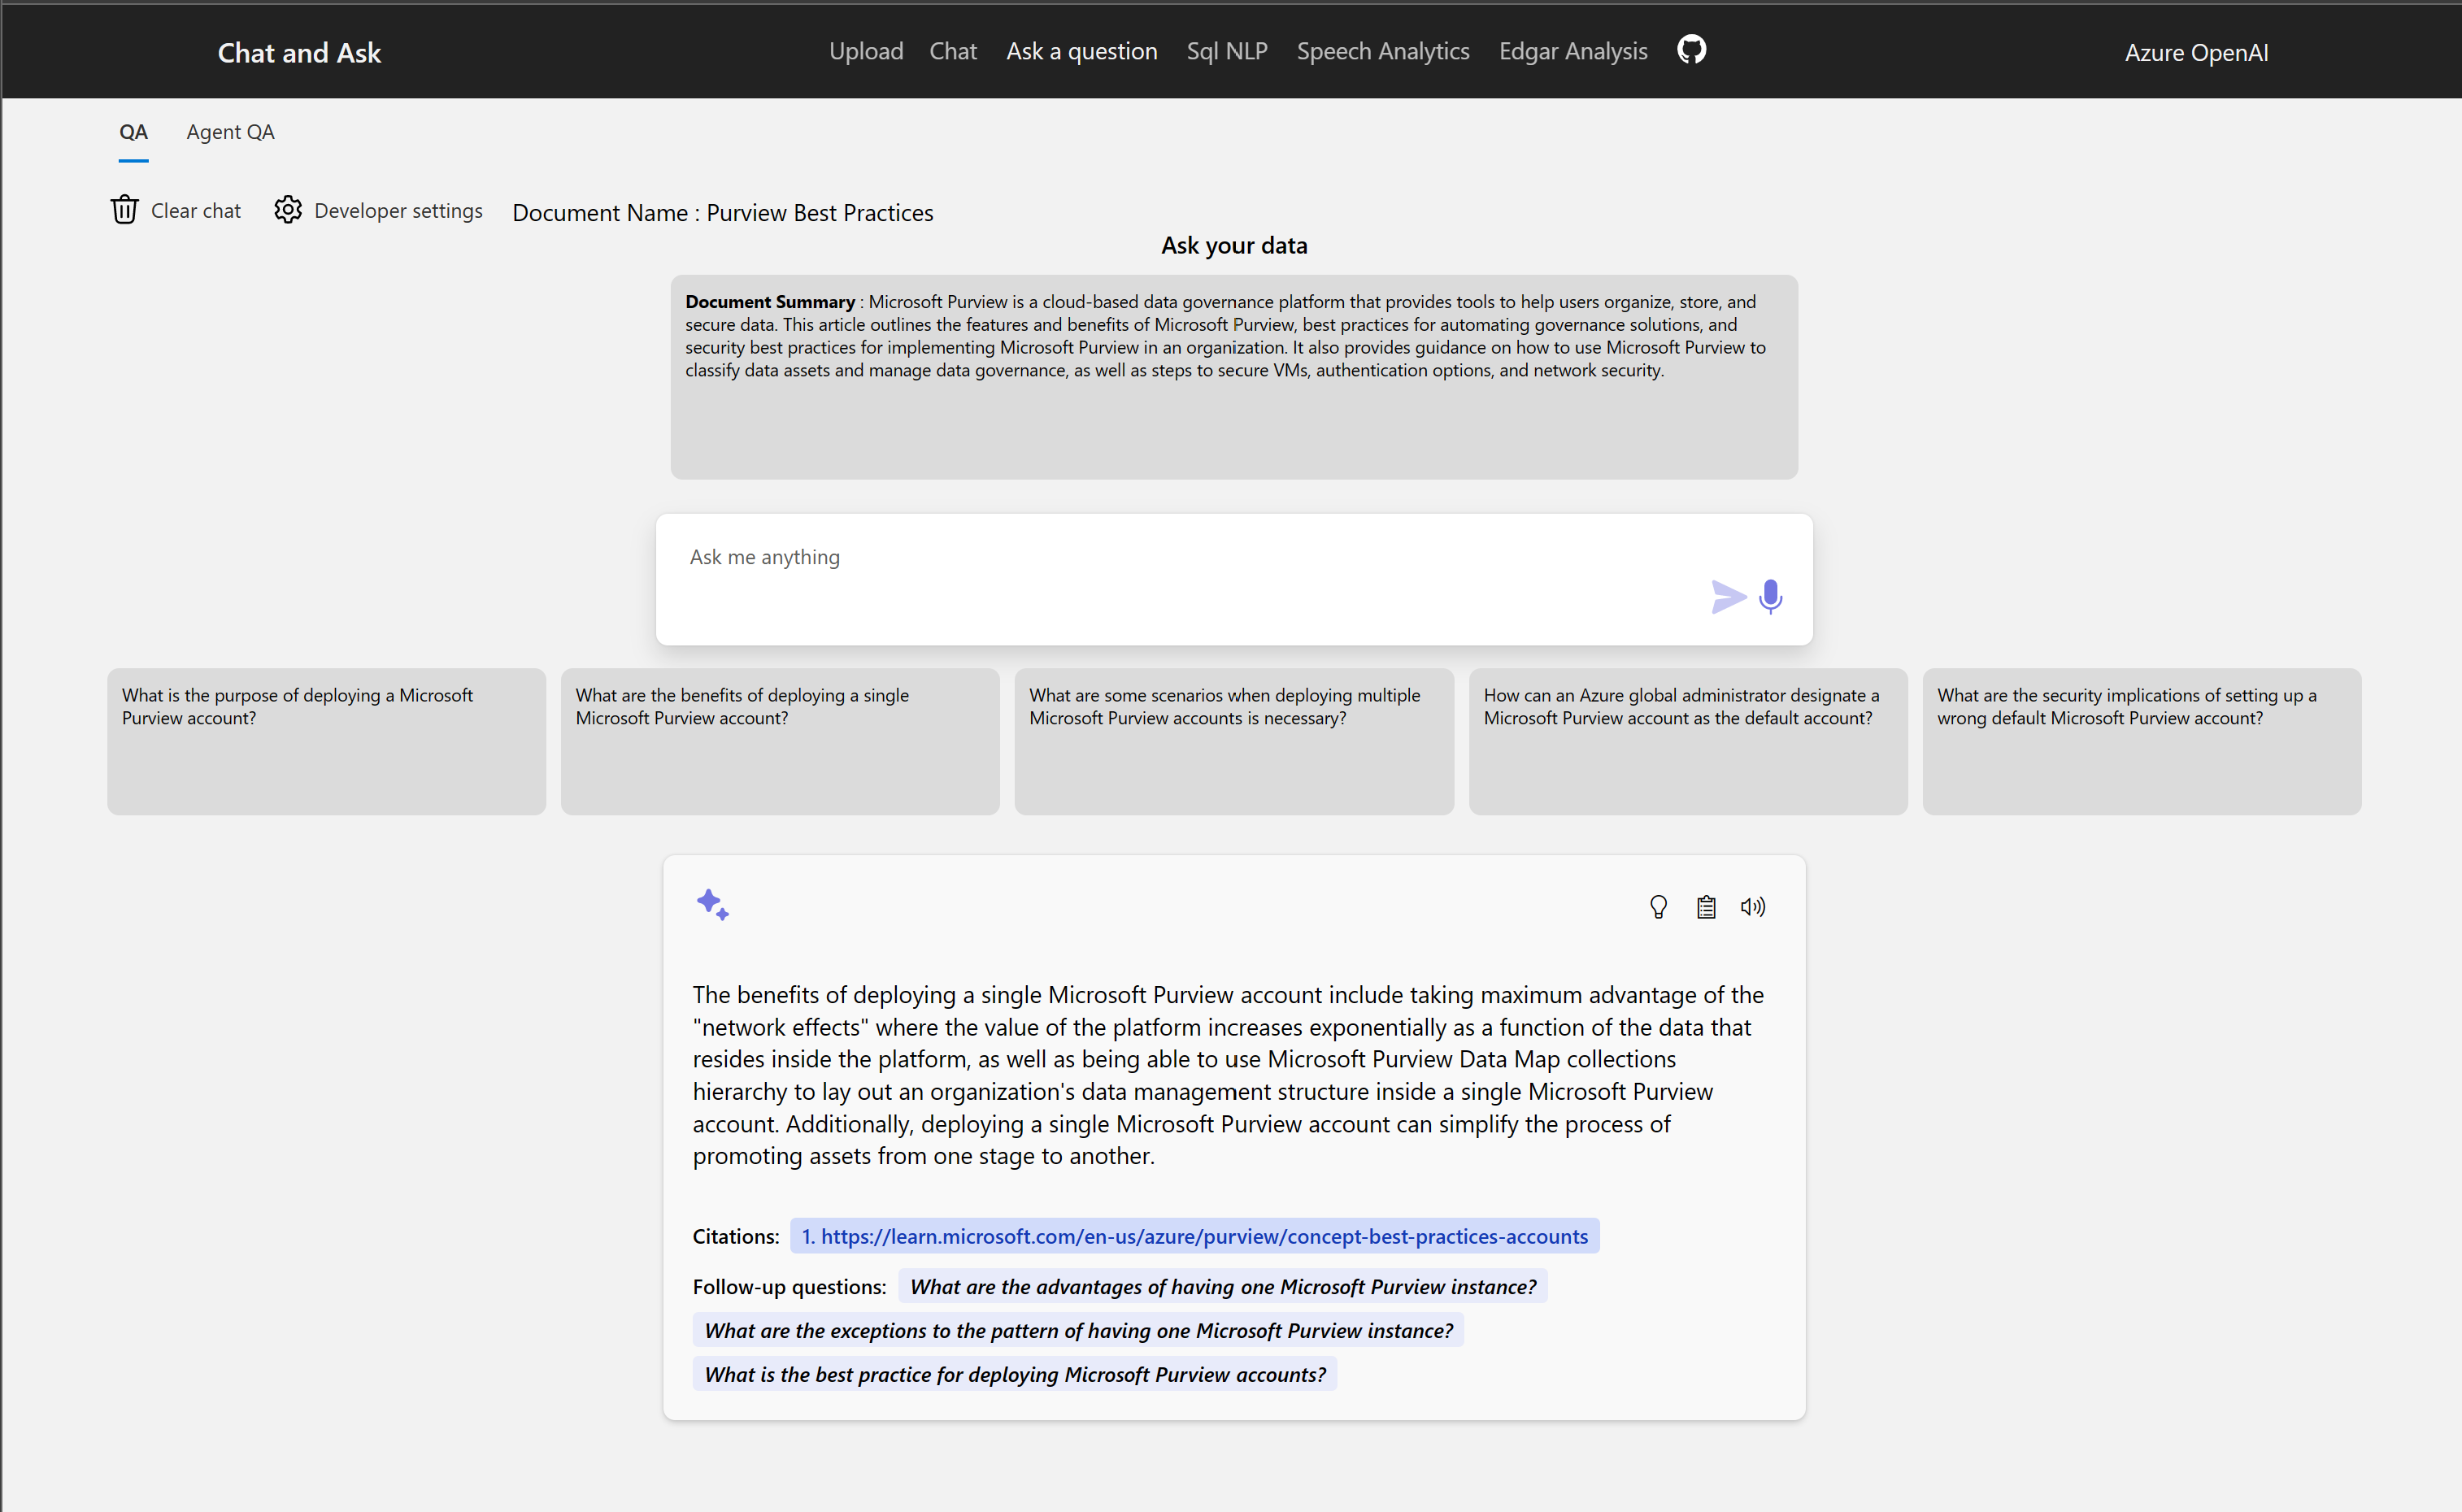 Chat and Ask
Upload Chat Ask a question Sql NLP Speech Analytics Edgar Analysis
Azure OpenAI
QA Agent QA
Clear chat Developer settings Document Name : Purview Best Practices
Ask your data
Document Summary : Microsoft Purview is a cloud-based data governance platform that provides tools to help users organize, store, and
secure data. This article outlines the features and benefits of Microsoft Purview, best practices for automating governance solutions, and
security best practices for implementing Microsoft Purview in an organization. It also provides guidance on how to use Microsoft Purview to
classify data assets and manage data governance, as well as steps to secure VMs, authentication options, and network security.
Ask me anything
What is the purpose of deploying a Microsoft
Purview account?
What are the benefits of deploying a single
Microsoft Purview account?
What are some scenarios when deploying multiple
Microsoft Purview accounts is necessary?
How can an Azure global administrator designate a
Microsoft Purview account as the default account?
What are the security implications of setting up a
wrong default Microsoft Purview account?
The benefits of deploying a single Microsoft Purview account include taking maximum advantage of the
"network effects" where the value of the platform increases exponentially as a function of the data that
resides inside the platform, as well as being able to use Microsoft Purview Data Map collections
hierarchy to lay out an organization's data management structure inside a single Microsoft Purview
account. Additionally, deploying a single Microsoft Purview account can simplify the process of
promoting assets from one stage to another.
Citations: 1. https://learn.microsoft.com/en-us/azure/purview/concept-best-practices-accounts
Follow-up questions: What are the advantages of having one Microsoft Purview instance?
What are the exceptions to the pattern of having one Microsoft Purview instance?
What is the best practice for deploying Microsoft Purview accounts?